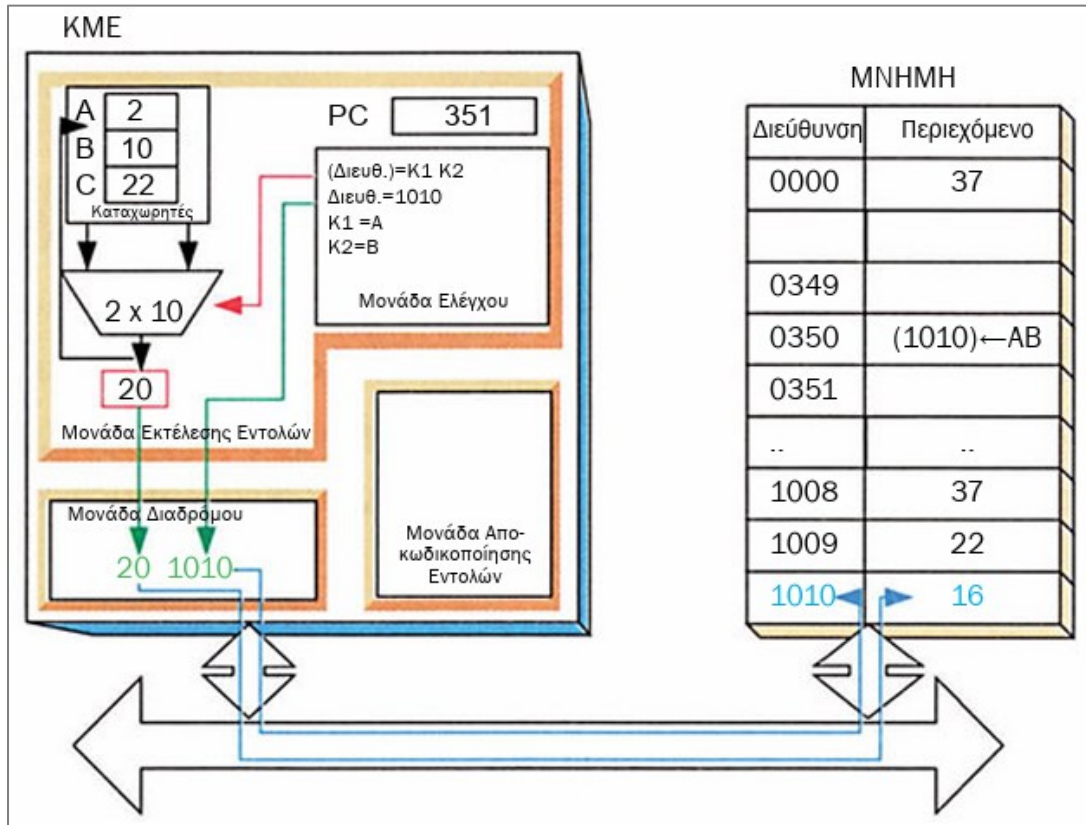 ΚΜΕ
A 2
B 10
C 22
Καταχωρητές
PC 351
(Διευθ.)=Κ1 Κ2
Διευθ.=1010
Κ1 =Α
Κ2=Β
Μονάδα Ελέγχου
2 x 10
20
Μονάδα Εκτέλεσης Εντολών
Μονάδα Διαδρόμου
20 1010
Μονάδα Απο-
κωδικοποίησης
Εντολών
ΜΝΗΜΗ
Διεύθυνση Περιεχόμενο
0000 37
0349
0350 (1010)←AB
0351
.. ..
1008 37
1009 22
1010 16